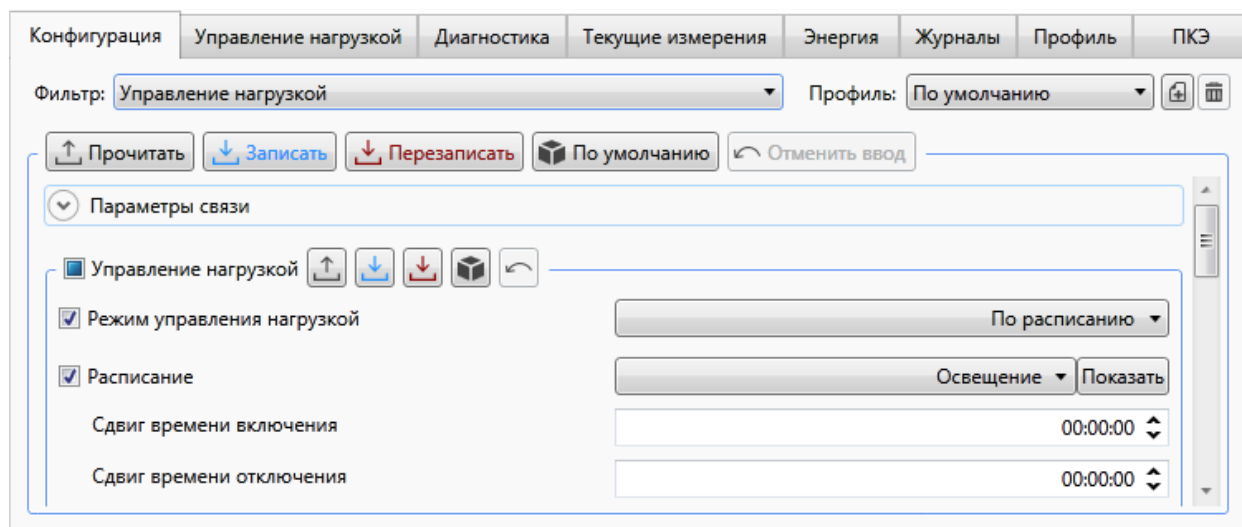 Конфигурация Управление нагрузкой Диагностика Текущие измерения Энергия Журналы Профиль ПКЭ
Фильтр: Управление нагрузкой Профиль: По умолчанию
Прочитать Записать Перезаписать По умолчанию Отменить ввод
Параметры связи
Управление нагрузкой
Режим управления нагрузкой По расписанию
Расписание Освещение Показать
Сдвиг времени включения 00:00:00
Сдвиг времени отключения 00:00:00